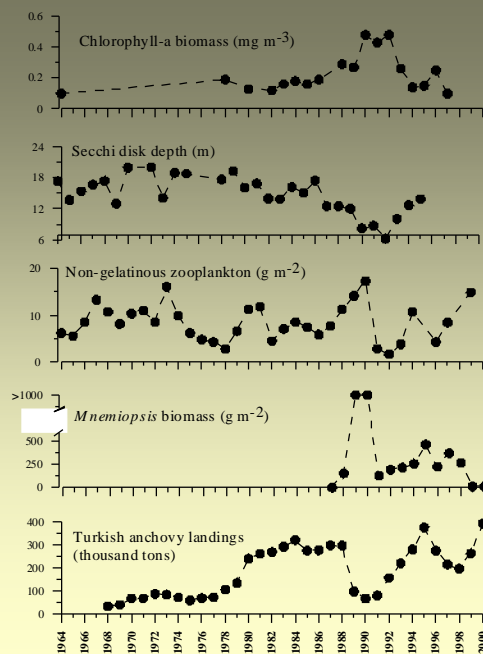 0.6
Chlorophyll-a biomass (mg m-3)
0.4
0.2
0
24
Secchi disk depth (m)
18
12
6
20
Non-gelatinous zooplankton (g m-2)
10
0
>1000
Mnemiopsis biomass (g m-2)
500
250
0
400
Turkish anchovy landings
(thousand tons)
300
200
100
0
1964 1966 1968 1970 1972 1974 1976 1978 1980 1982 1984 1986 1988 1990 1992 1994 1996 1998 2000